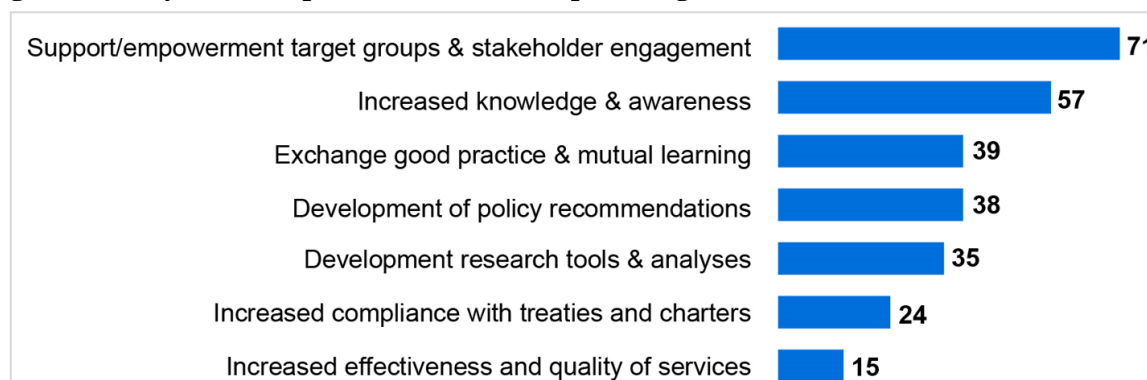 Support/empowerment target groups & stakeholder engagement 71
Increased knowledge & awareness 57
Exchange good practice & mutual learning 39
Development of policy recommendations 38
Development research tools & analyses 35
Increased compliance with treaties and charters 24
Increased effectiveness and quality of services 15